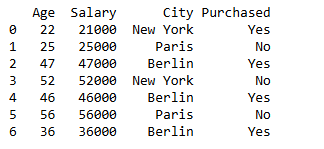 Age Salary City Purchased
0 22 21000 New York Yes
1 25 25000 Paris No
2 47 47000 Berlin Yes
3 52 52000 New York No
4 46 46000 Berlin Yes
5 56 56000 Paris No
6 36 36000 Berlin Yes